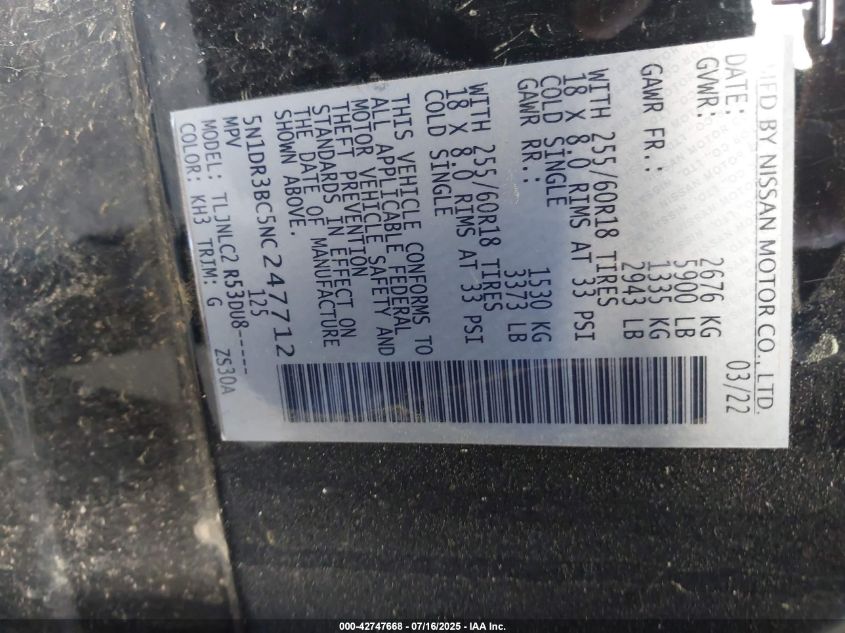 MFD BY NISSAN MOTOR CO., LTD.
DATE: 03/22
GVWR: 2676 KG
5900 LB
GAWR FR.: 1335 KG
2943 LB
WITH 255/60R18 TIRES
18 X 8.0 RIMS AT 33 PSI
COLD SINGLE
GAWR RR.: 1530 KG
3373 LB
WITH 255/60R18 TIRES
18 X 8.0 RIMS AT 33 PSI
COLD SINGLE
THIS VEHICLE CONFORMS TO
ALL APPLICABLE FEDERAL
MOTOR VEHICLE SAFETY AND
THEFT PREVENTION
STANDARDS IN EFFECT ON
THE DATE OF MANUFACTURE
SHOWN ABOVE.
5N1DR3BC5NC247712
MPV 125
MODEL: TLJNLC2 R53DU8-----
COLOR: KH3 TRIM: G ZS30A
000-42747668 - 07/16/2025 - IAA Inc.